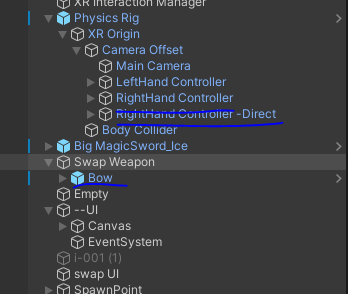 XR Interaction Manager
Physics Rig
XR Origin
Camera Offset
Main Camera
LeftHand Controller
RightHand Controller
RightHand Controller -Direct
Body Collider
Big MagicSword_Ice
Swap Weapon
Bow
Empty
--UI
Canvas
EventSystem
i-001 (1)
swap UI
SpawnPoint